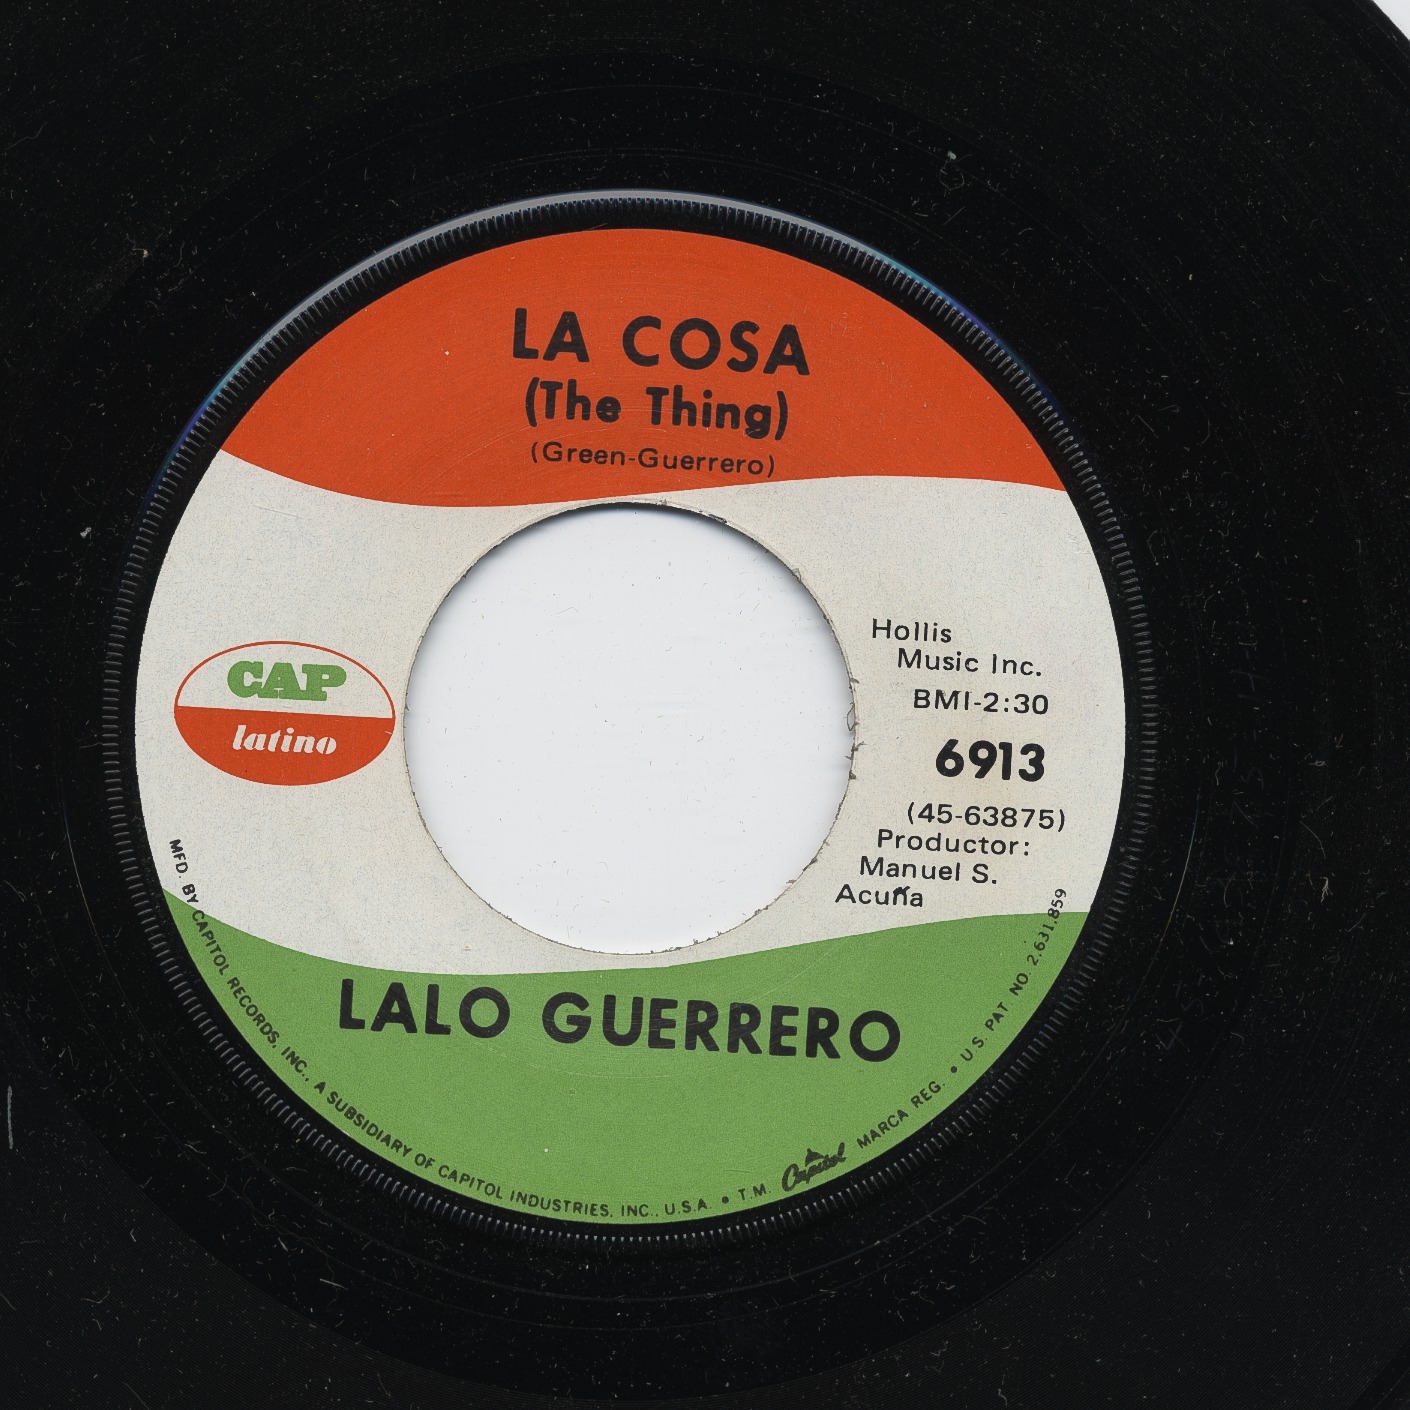 LA COSA
(The Thing)
(Green-Guerrero)
CAP
latino
Hollis
Music Inc.
BMI-2:30
6913
(45-63875)
Productor:
Manuel S.
Acuña
LALO GUERRERO
MFD. BY CAPITOL RECORDS, INC., A SUBSIDIARY OF CAPITOL INDUSTRIES, INC., U.S.A. • T.M. Capitol MARCA REG. • U.S. PAT. NO. 2,631,859